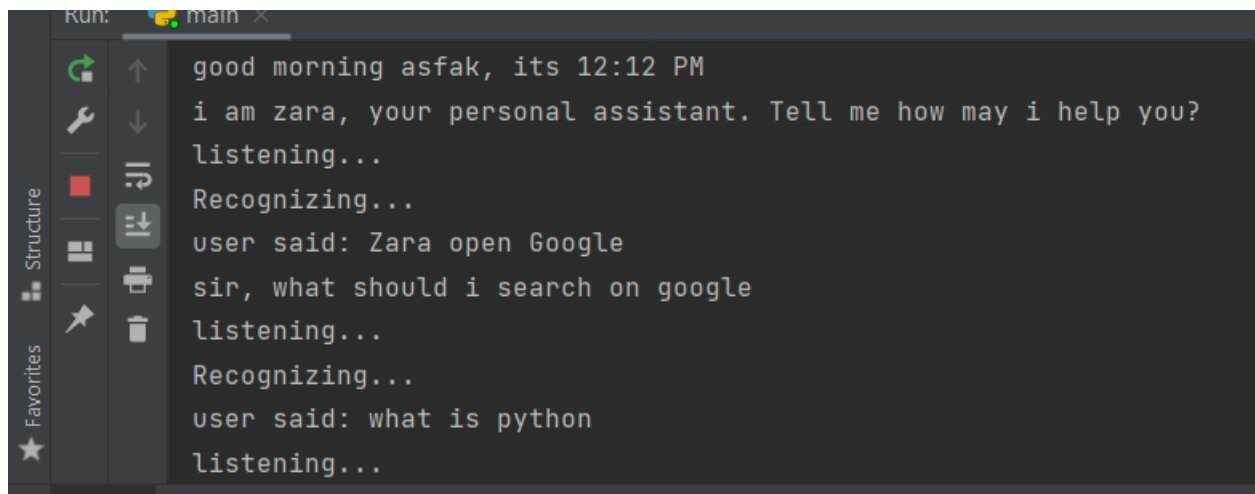 Run: main
good morning asfak, its 12:12 PM
i am zara, your personal assistant. Tell me how may i help you?
listening...
Recognizing...
user said: Zara open Google
sir, what should i search on google
listening...
Recognizing...
user said: what is python
listening...
Structure
Favorites